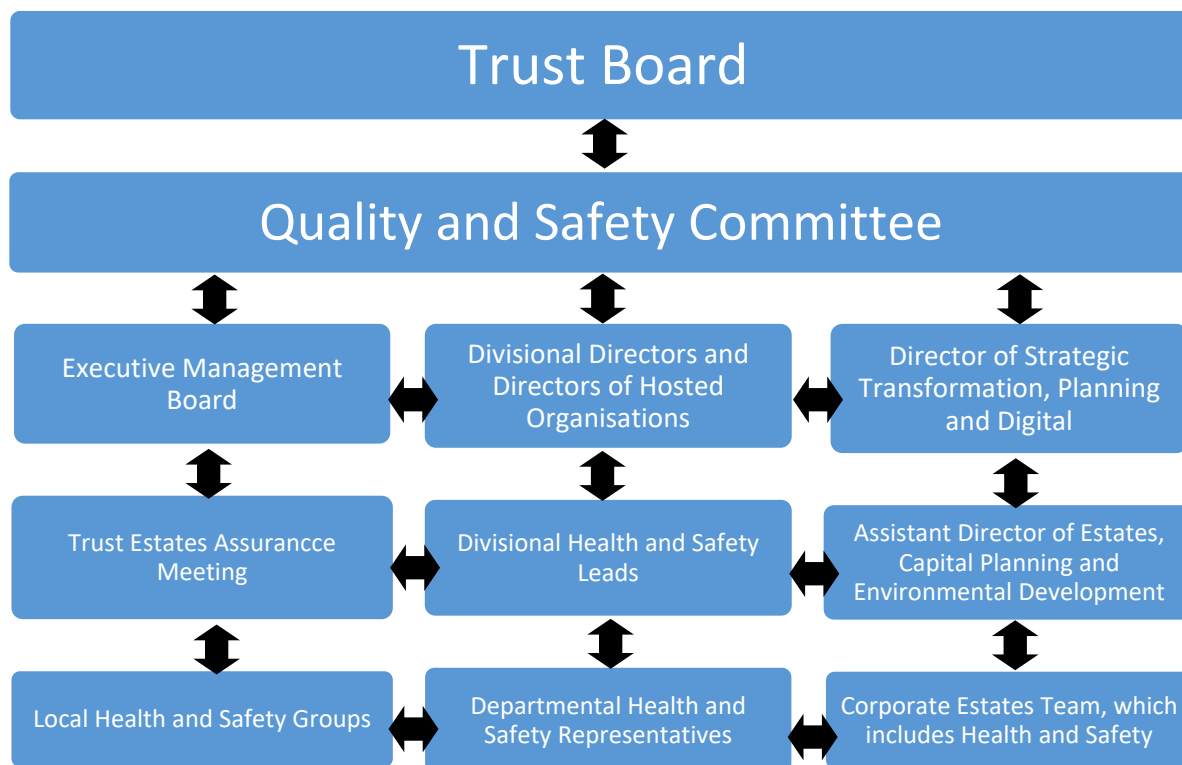 Trust Board
Quality and Safety Committee
Executive Management
Board
Divisional Directors and
Directors of Hosted
Organisations
Director of Strategic
Transformation, Planning
and Digital
Trust Estates Assurancce
Meeting
Divisional Health and Safety
Leads
Assistant Director of Estates,
Capital Planning and
Environmental Development
Local Health and Safety Groups
Departmental Health and
Safety Representatives
Corporate Estates Team, which
includes Health and Safety